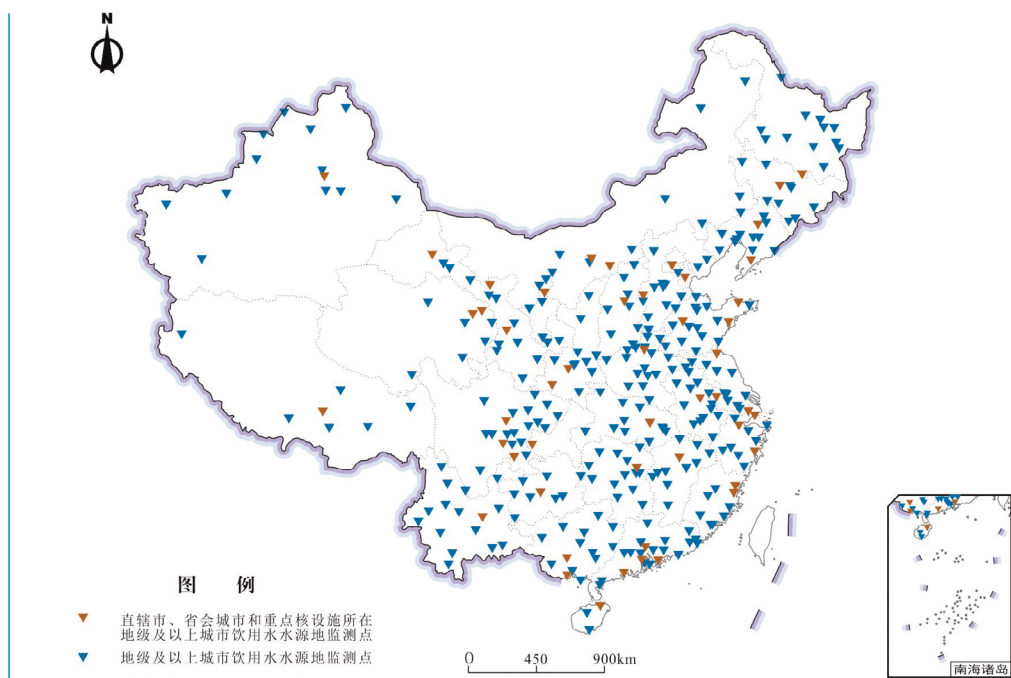 N
图 例
直辖市、省会城市和重点核设施所在
地级及以上城市饮用水水源地监测点
地级及以上城市饮用水水源地监测点
0 450 900km
南海诸岛